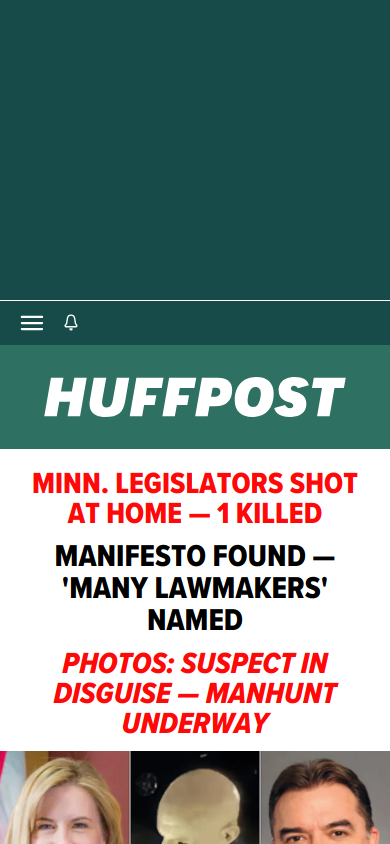 HUFFPOST
MINN. LEGISLATORS SHOT
AT HOME — 1 KILLED
MANIFESTO FOUND —
'MANY LAWMAKERS'
NAMED
PHOTOS: SUSPECT IN
DISGUISE — MANHUNT
UNDERWAY